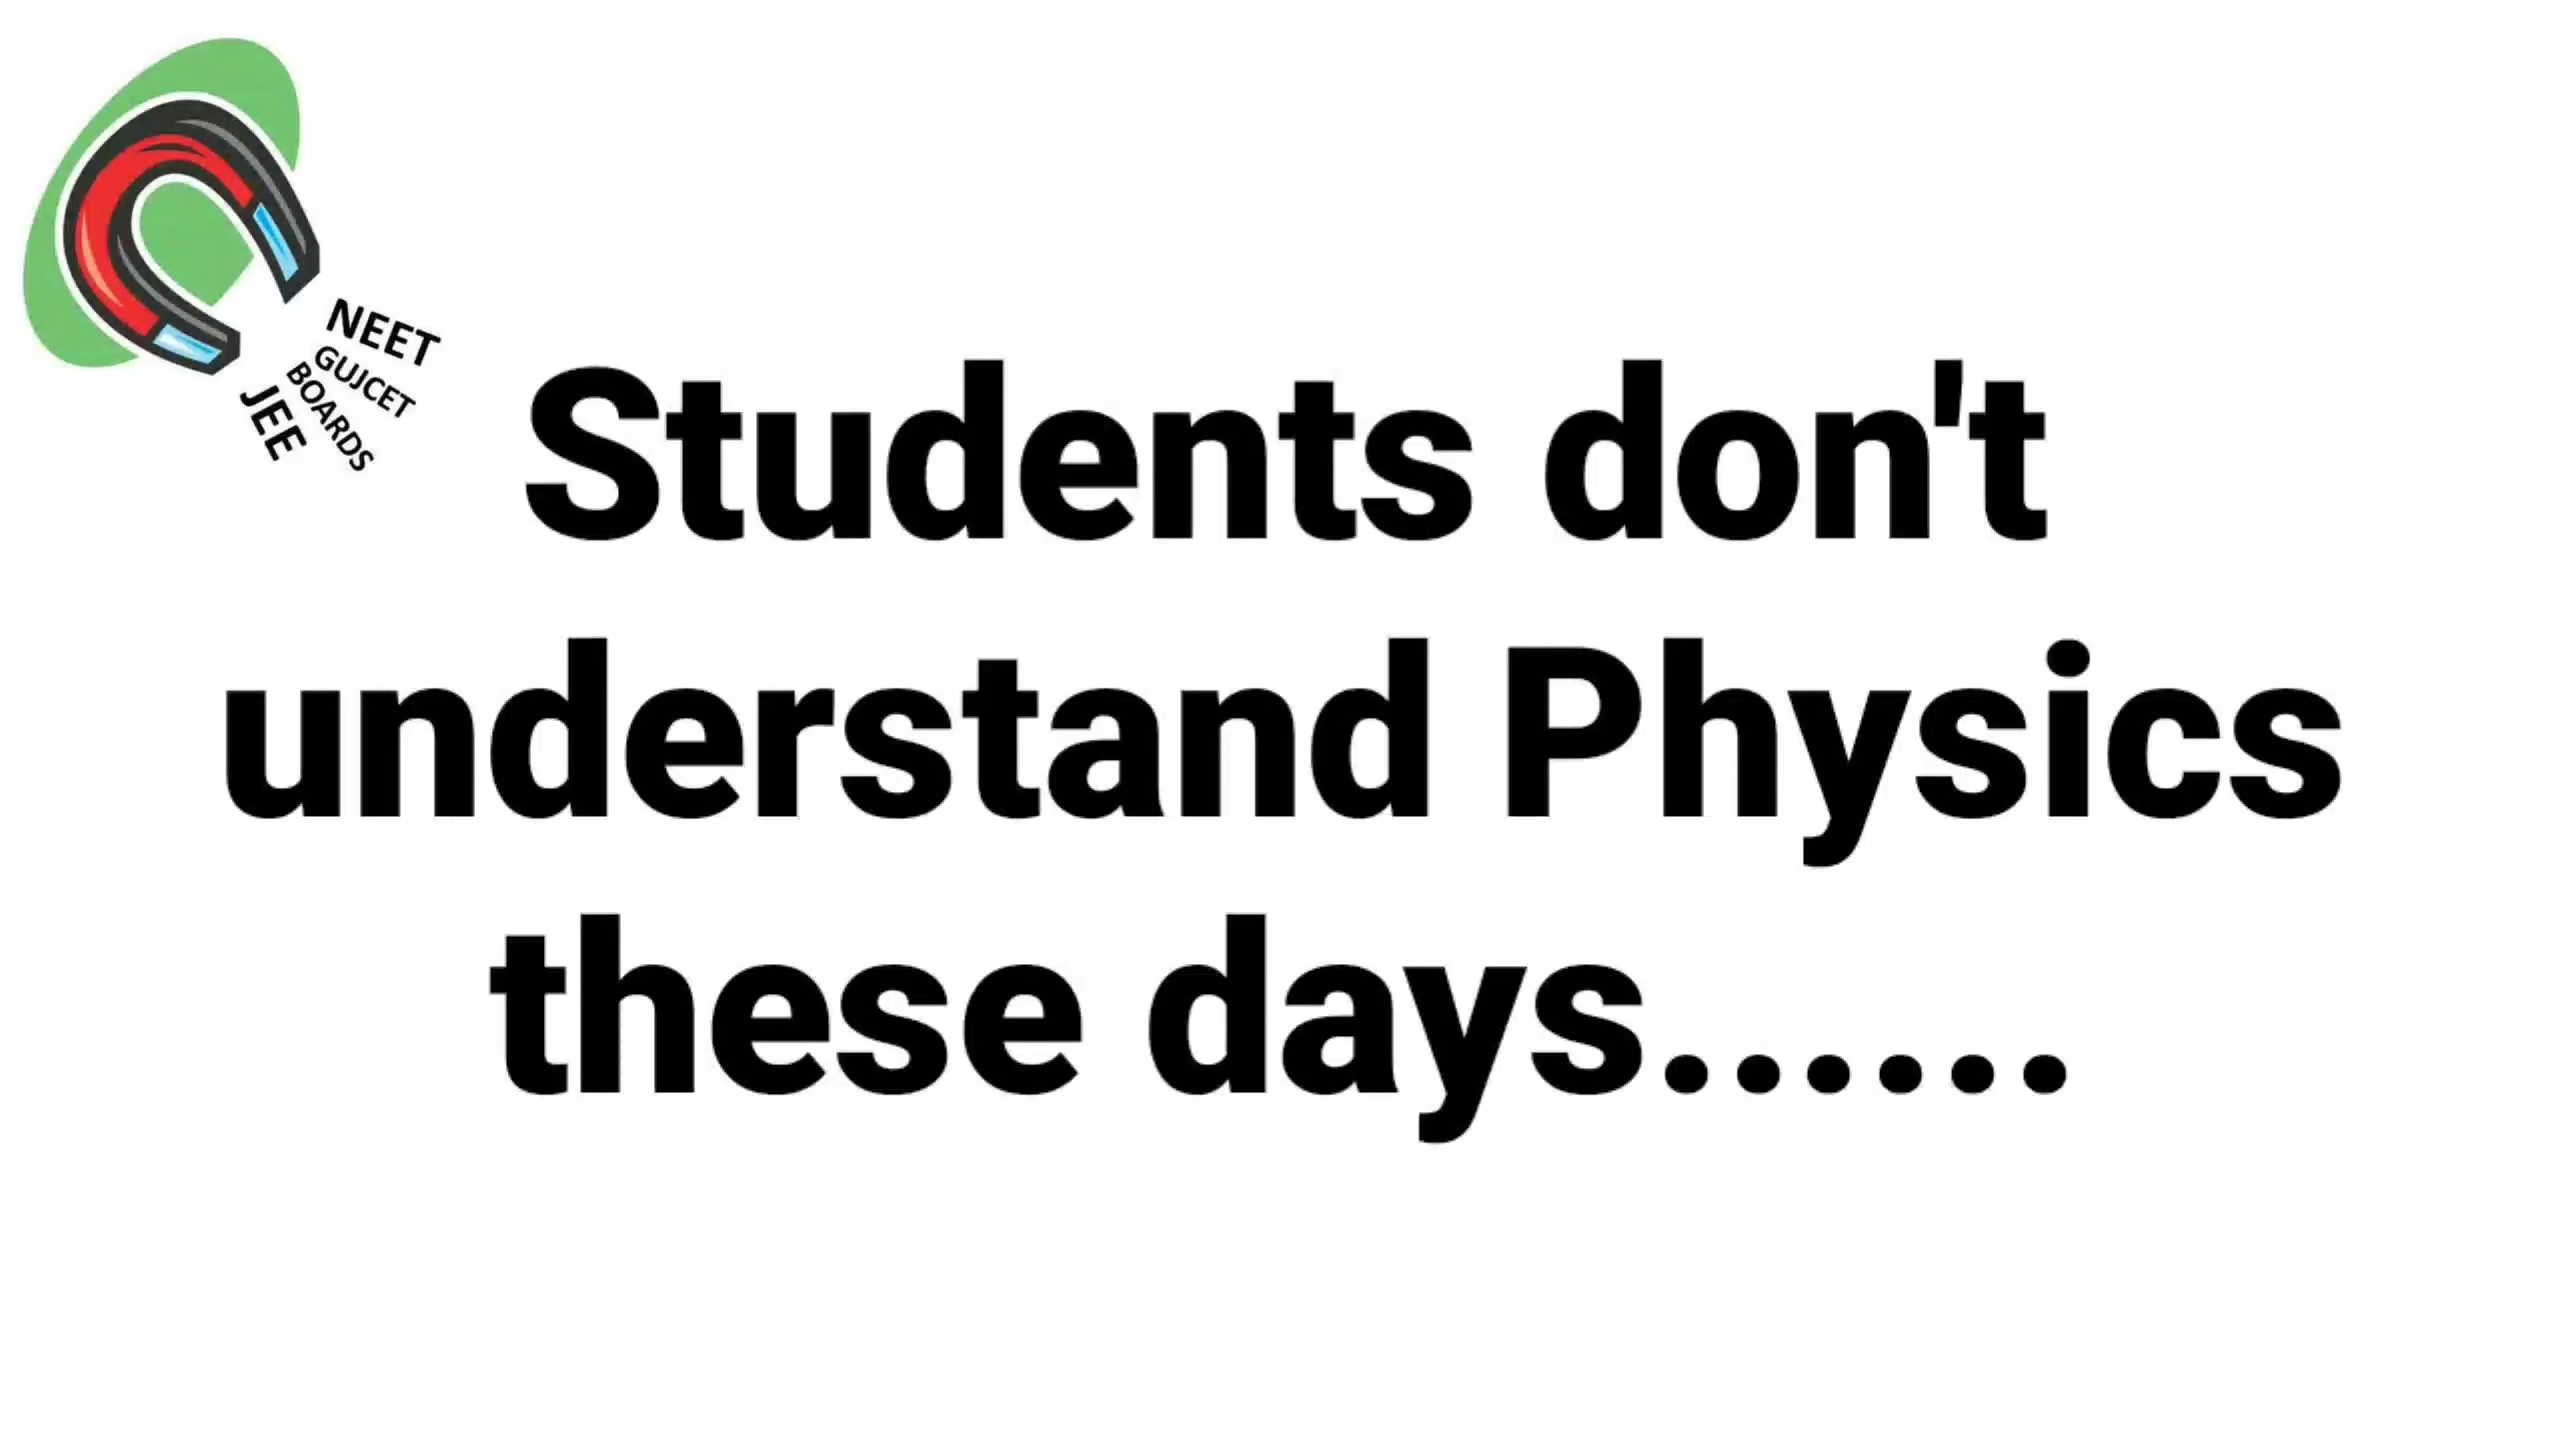 NEET
GUJCET
BOARDS
JEE
Students don't
understand Physics
these days......